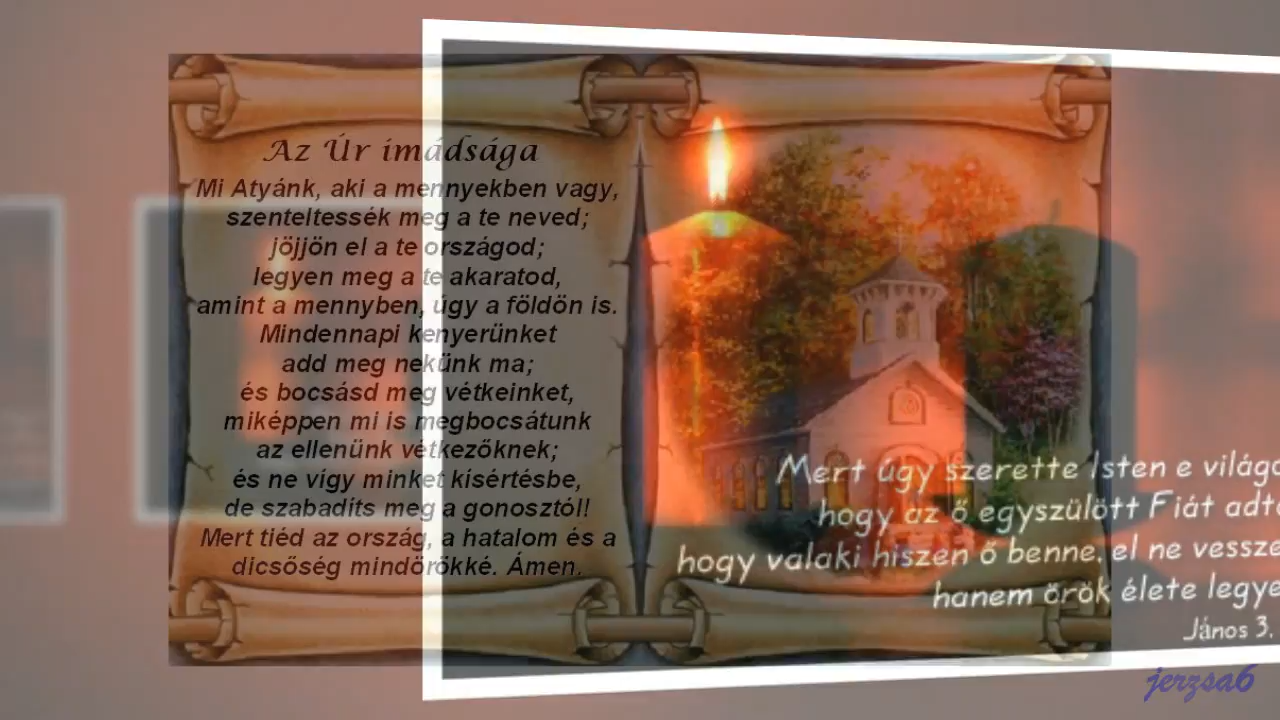 Az Úr imádsága
Mi Atyánk, aki a mennyekben vagy,
szenteltessék meg a te neved;
jöjjön el a te országod;
legyen meg a te akaratod,
amint a mennyben, úgy a földön is.
Mindennapi kenyerünket
add meg nekünk ma;
és bocsásd meg vétkeinket,
miképpen mi is megbocsátunk
az ellenünk vétkezőknek;
és ne vígy minket kísértésbe,
de szabadíts meg a gonosztól!
Mert tiéd az ország, a hatalom és a
dicsőség mindörökké. Ámen.
Mert úgy szerette Isten e világo
hogy az ő egyszülött Fiát adta
hogy valaki hiszen ő benne, el ne vessze
hanem örök élete legye
János 3.
jerzsa6